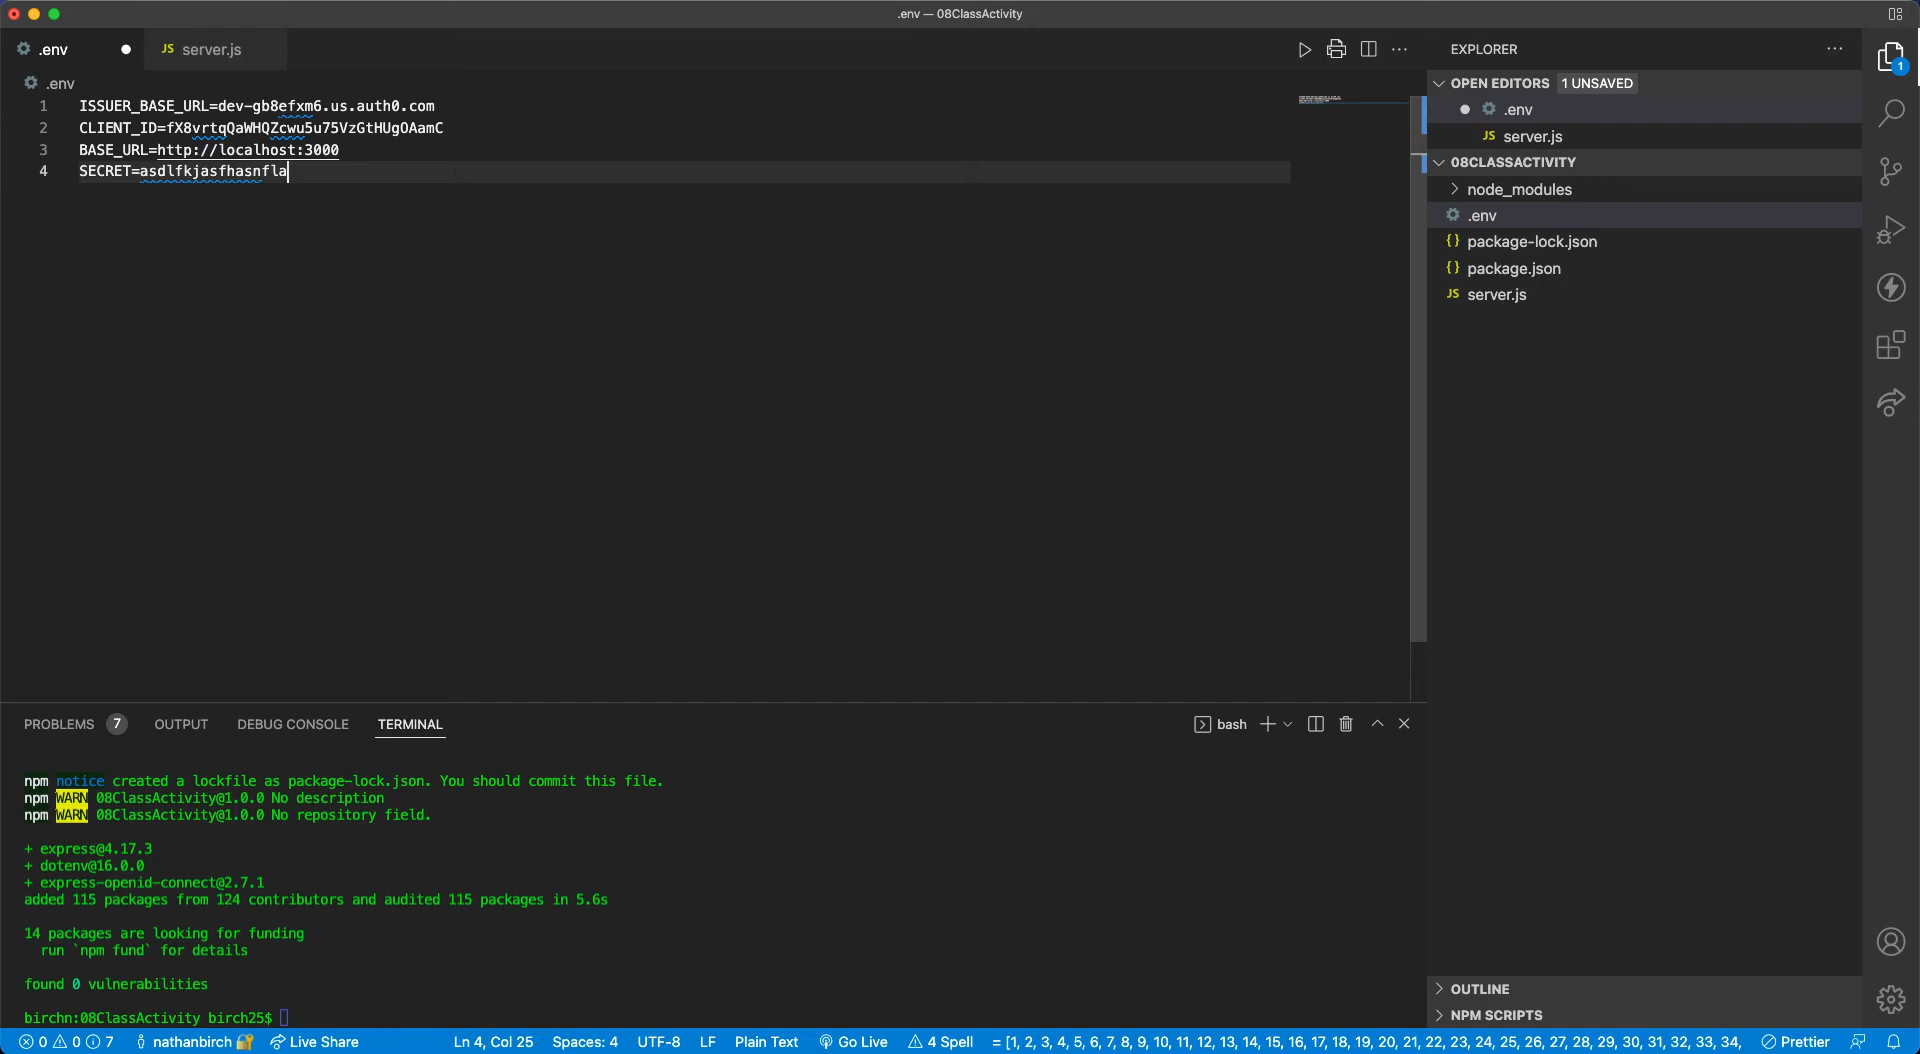 .env — 08ClassActivity
.env
JS server.js
.env
1 ISSUER_BASE_URL=dev-gb8efxm6.us.auth0.com
2 CLIENT_ID=fX8vrtqQaWHQZcwu5u75VzGtHUgOAamC
3 BASE_URL=http://localhost:3000
4 SECRET=asdlfkjasfhasnfla
EXPLORER
OPEN EDITORS 1 UNSAVED
.env
JS server.js
08CLASSACTIVITY
node_modules
.env
{} package-lock.json
{} package.json
JS server.js
OUTLINE
NPM SCRIPTS
1
PROBLEMS 7 OUTPUT DEBUG CONSOLE TERMINAL
bash
npm notice created a lockfile as package-lock.json. You should commit this file.
npm WARN 08ClassActivity@1.0.0 No description
npm WARN 08ClassActivity@1.0.0 No repository field.
+ express@4.17.3
+ dotenv@16.0.0
+ express-openid-connect@2.7.1
added 115 packages from 124 contributors and audited 115 packages in 5.6s
14 packages are looking for funding
run `npm fund` for details
found 0 vulnerabilities
birchn:08ClassActivity birch25$
0 0 7 nathanbirch Live Share Ln 4, Col 25 Spaces: 4 UTF-8 LF Plain Text Go Live 4 Spell = [1, 2, 3, 4, 5, 6, 7, 8, 9, 10, 11, 12, 13, 14, 15, 16, 17, 18, 19, 20, 21, 22, 23, 24, 25, 26, 27, 28, 29, 30, 31, 32, 33, 34, Prettier